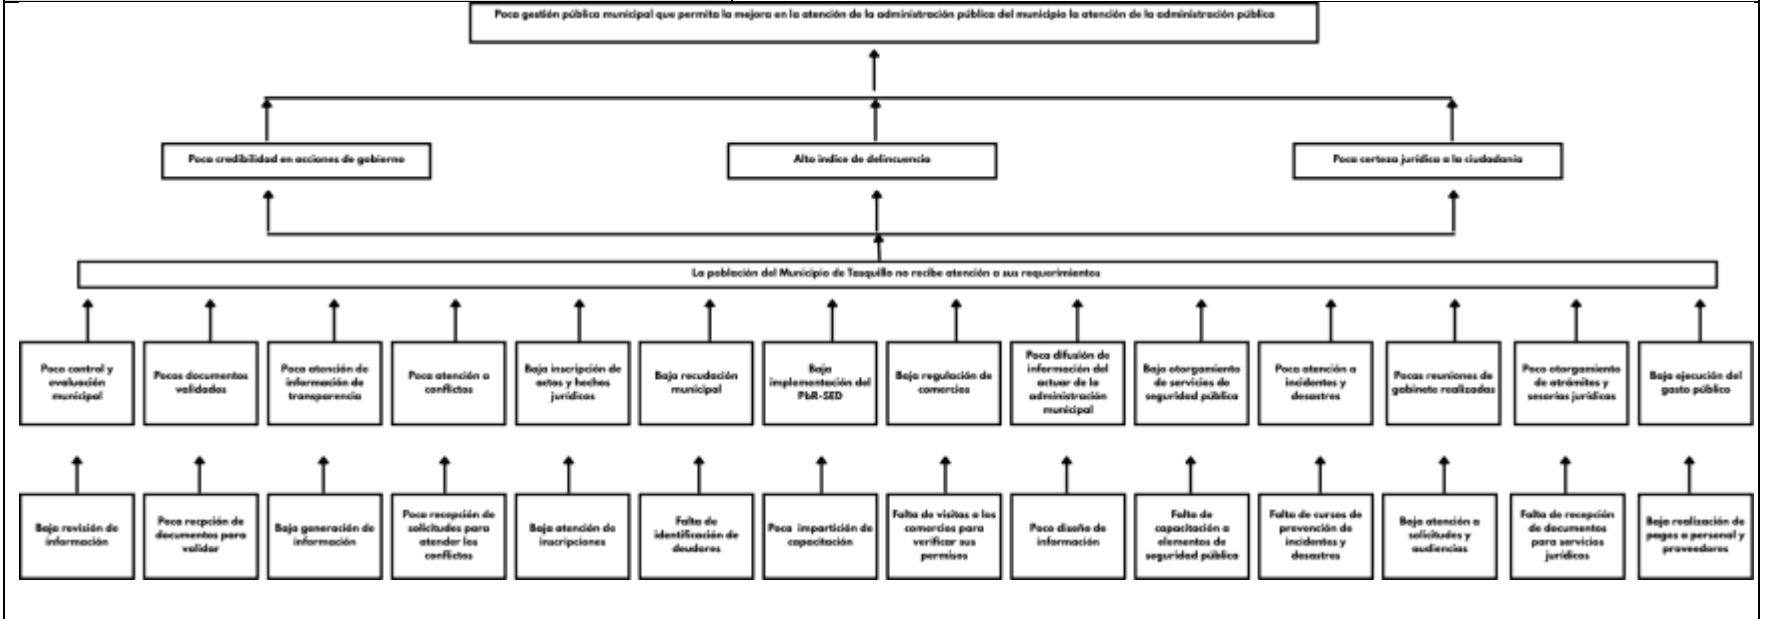 Poca gestión pública municipal que permita la mejora en la atención de la administración pública del municipio la atención de la administración pública
Poca credibilidad en acciones de gobierno
Alto indice de delincuencia
Poca certeza jurídica a la ciudadania
La población del Municipio de Tasquillo no recibe atención a sus requerimientos
Poco control y
evaluación
municipal
Pocos documentos
validados
Poca atención de
información de
transparencia
Poca atención a
conflictos
Baja inscripción de
actos y hechos
jurídicos
Baja recudación
municipal
Baja
implementación del
PbR-SED
Baja regulación de
comercios
Poca difusión de
información del
actuar de la
administración
municipal
Bajo otorgamiento
de servicios de
seguridad pública
Poca atención a
incidentes y
desastres
Pocas reuniones de
gabinete realizadas
Poco otorgamiento
de atrámites y
sesorías jurídicas
Baja ejecución del
gasto público
Baja revisión de
información
Poca recpción de
documentos para
validar
Baja generación de
información
Poca recepción de
solicitudes para
atender los
conflictos
Baja atención de
inscripciones
Falta de
identificación de
deudores
Poca impartición de
capacitación
Falta de visitas a los
comercios para
verificar sus
permisos
Poco diseño de
información
Falta de
capacitación a
elementos de
seguridad pública
Falta de cursos de
prevención de
incidentes y
desastres
Baja atención a
solicitudes y
audiencias
Falta de recepción
de documentos
para servicios
jurídicos
Baja realización de
pagos a personal y
proveedores